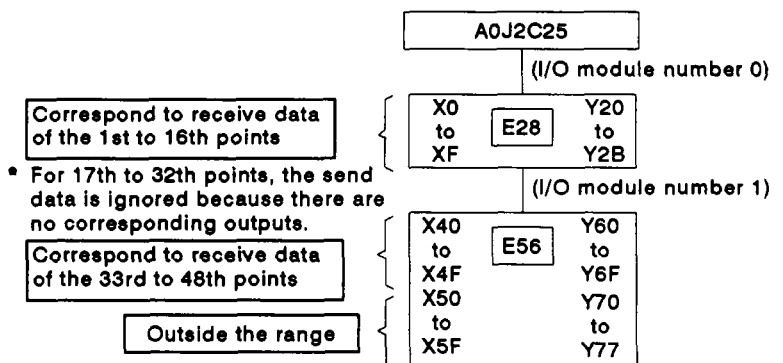 A0J2C25
(I/O module number 0)
Correspond to receive data
of the 1st to 16th points
X0 Y20
to E28 to
XF Y2B
* For 17th to 32th points, the send
data is ignored because there are
no corresponding outputs.
(I/O module number 1)
Correspond to receive data
of the 33rd to 48th points
X40 Y60
to E56 to
X4F Y6F
Outside the range
X50 Y70
to to
X5F Y77